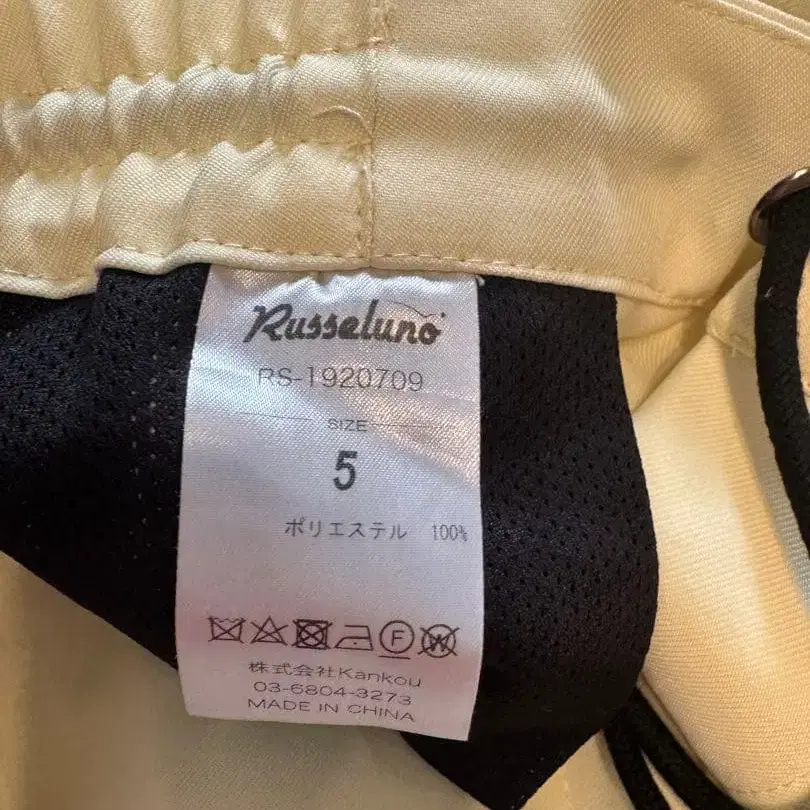 Russeluno
RS-1920709
SIZE
5
ポリエステル 100%
F W
株式会社Kankou
03-6804-3273
MADE IN CHINA